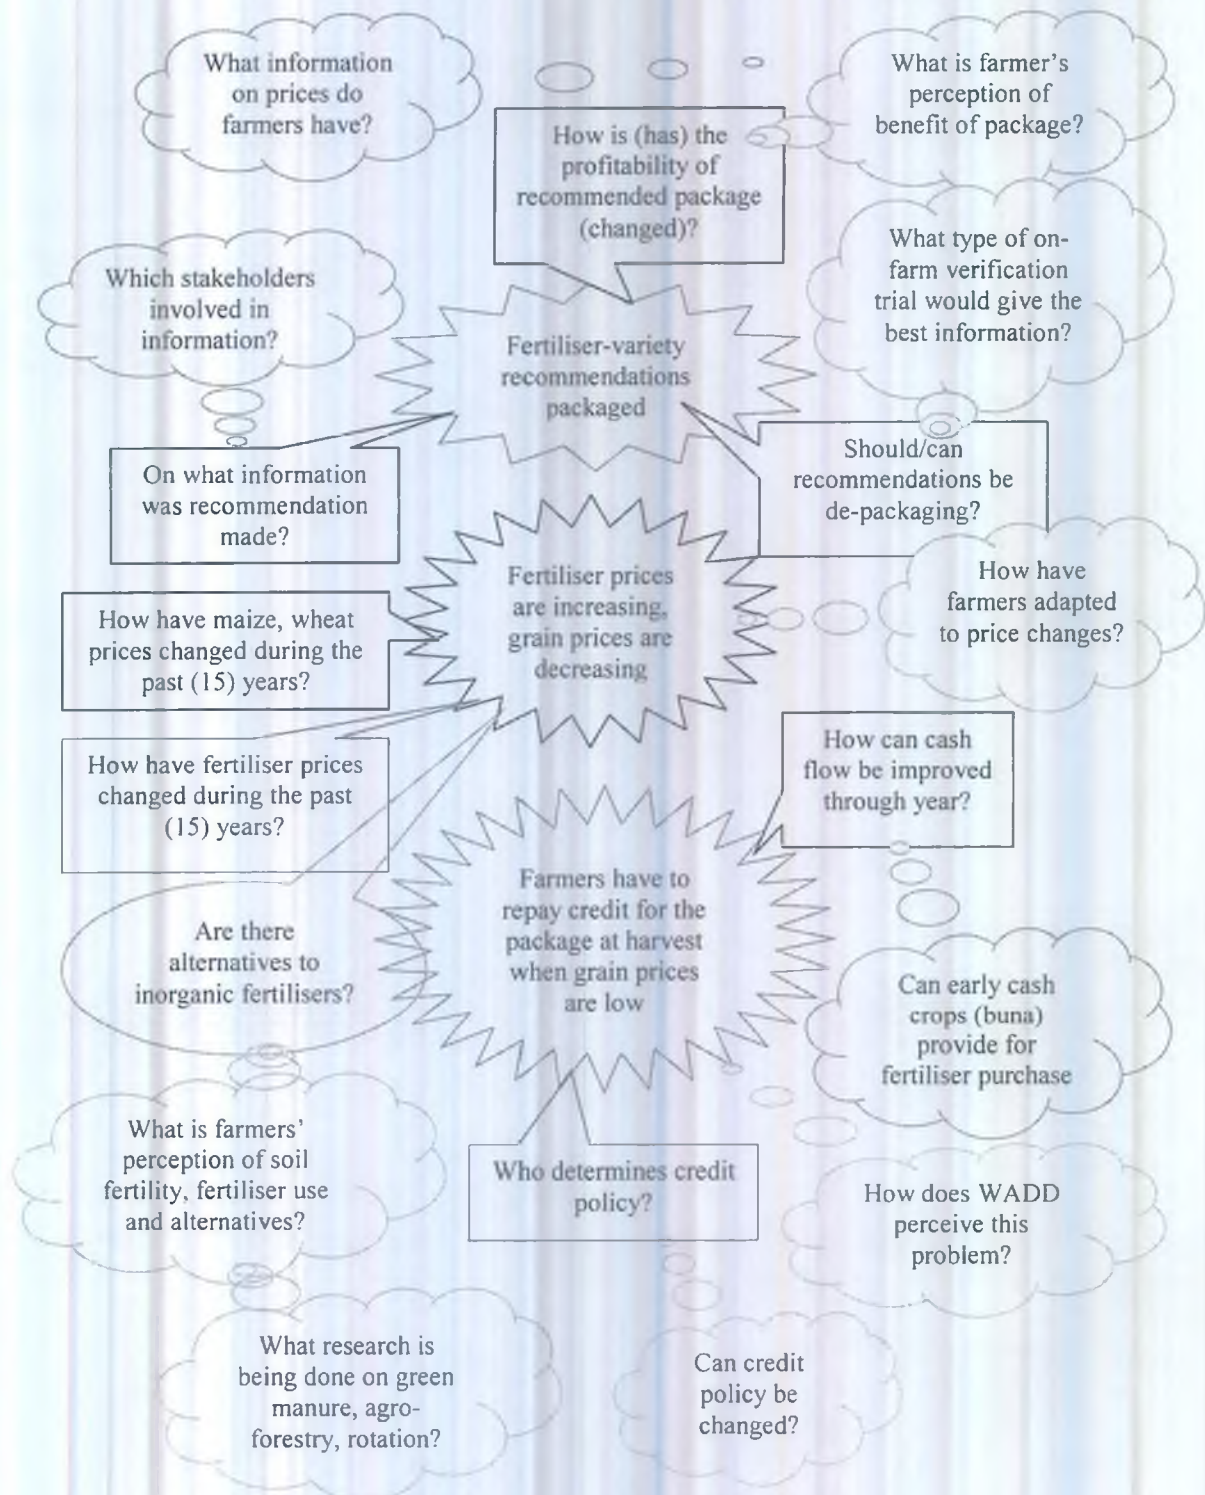 What information
on prices do
farmers have?
What is farmer's
perception of
benefit of package?
How is (has) the
profitability of
recommended package
(changed)?
What type of on-
farm verification
trial would give the
best information?
Which stakeholders
involved in
information?
Fertiliser-variety
recommendations
packaged
Should/can
recommendations be
de-packaging?
On what information
was recommendation
made?
Fertiliser prices
are increasing,
grain prices are
decreasing
How have
farmers adapted
to price changes?
How have maize, wheat
prices changed during the
past (15) years?
How have fertiliser prices
changed during the past
(15) years?
How can cash
flow be improved
through year?
Farmers have to
repay credit for the
package at harvest
when grain prices
are low
Are there
alternatives to
inorganic fertilisers?
Can early cash
crops (buna)
provide for
fertiliser purchase
What is farmers'
perception of soil
fertility, fertiliser use
and alternatives?
Who determines credit
policy?
How does WADD
perceive this
problem?
What research is
being done on green
manure, agro-
forestry, rotation?
Can credit
policy be
changed?